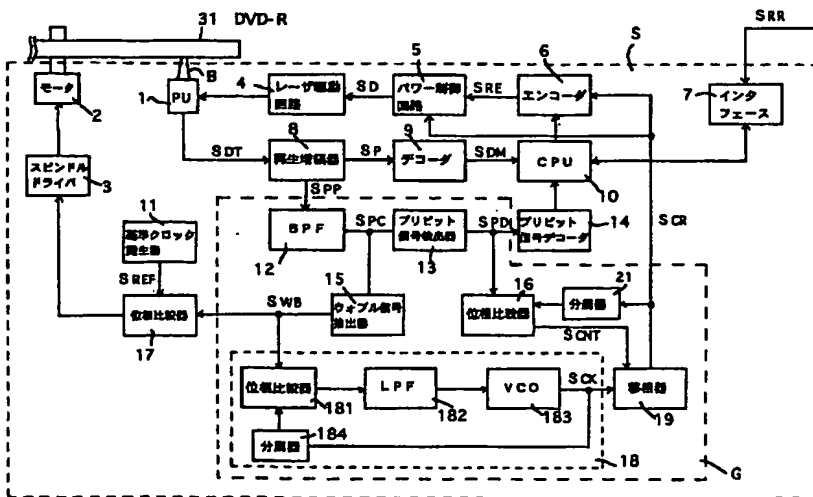 31 DVD-R
SRR
S
モータ
2
B
1
PU
4
レーザ駆動
回路
SD
5
パワー制御
回路
SRE
6
エンコーダ
7
インタ
フェース
スピンドル
ドライバ
3
SDT
8
再生増幅器
SP
9
デコーダ
SDM
CPU
10
SPP
SCR
11
基準クロック
発生器
SREF
BPF
12
SPC
プリピット
信号検出器
13
SPD
プリピット
信号デコーダ
14
位相比較器
17
SWB
15
ウォブル信号
抽出器
16
位相比較器
分周器
21
SCNT
位相比較器
181
LPF
182
VCO
183
SCK
移相器
19
分周器
184
18
G